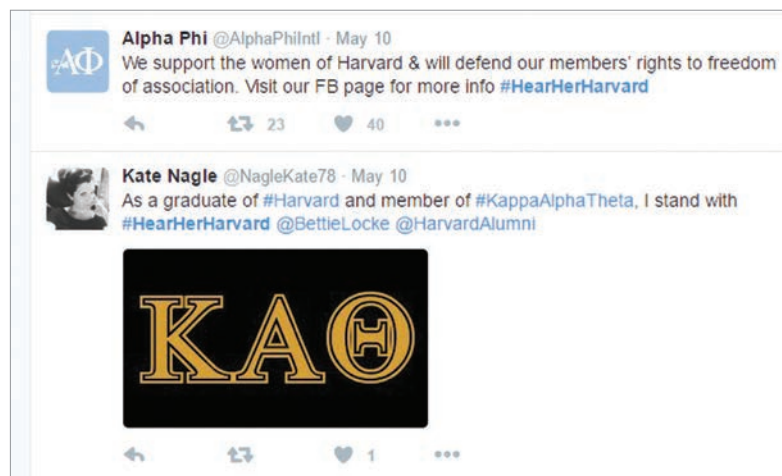 Alpha Phi @AlphaPhiIntl · May 10
We support the women of Harvard & will defend our members' rights to freedom
of association. Visit our FB page for more info #HearHerHarvard
23 40
ΑΦ
Kate Nagle @NagleKate78 · May 10
As a graduate of #Harvard and member of #KappaAlphaTheta, I stand with
#HearHerHarvard @BettieLocke @HarvardAlumni
ΚΑΘ
1